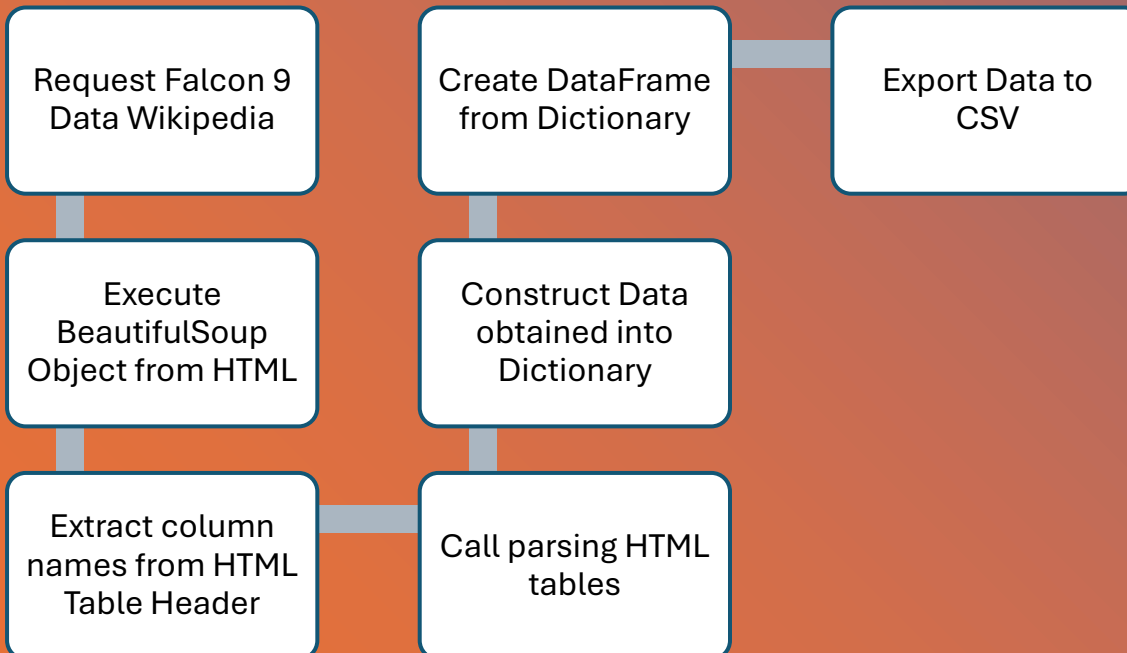 Request Falcon 9
Data Wikipedia
Execute
BeautifulSoup
Object from HTML
Extract column
names from HTML
Table Header
Call parsing HTML
tables
Construct Data
obtained into
Dictionary
Create DataFrame
from Dictionary
Export Data to
CSV